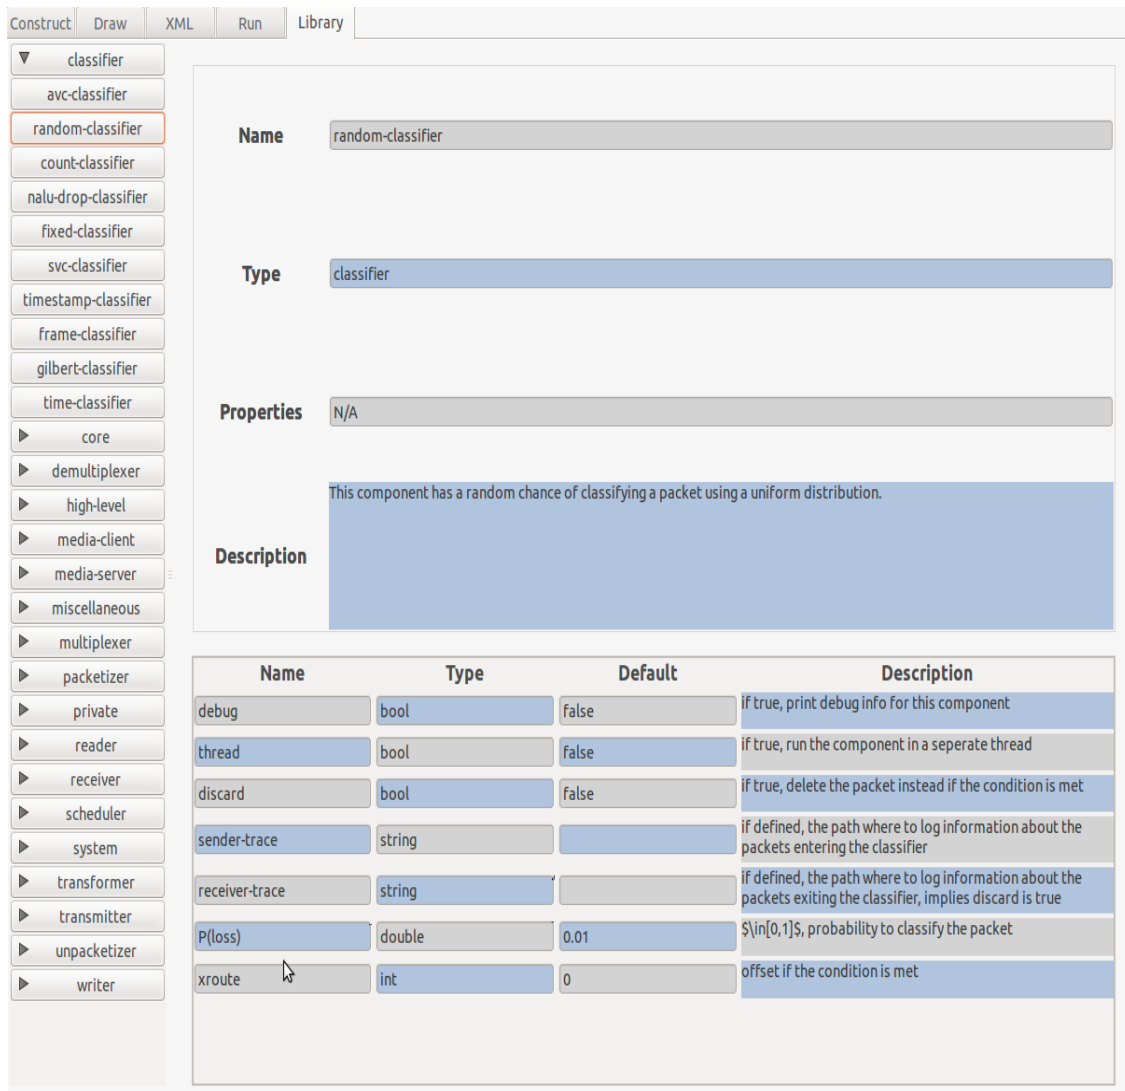 Construct Draw XML Run Library
classifier
avc-classifier
random-classifier
count-classifier
nalu-drop-classifier
fixed-classifier
svc-classifier
timestamp-classifier
frame-classifier
gilbert-classifier
time-classifier
core
demultiplexer
high-level
media-client
media-server
miscellaneous
multiplexer
packetizer
private
reader
receiver
scheduler
system
transformer
transmitter
unpacketizer
writer
Name random-classifier
Type classifier
Properties N/A
Description This component has a random chance of classifying a packet using a uniform distribution.
Name Type Default Description
debug bool false if true, print debug info for this component
thread bool false if true, run the component in a seperate thread
discard bool false if true, delete the packet instead if the condition is met
sender-trace string if defined, the path where to log information about the
packets entering the classifier
receiver-trace string if defined, the path where to log information about the
packets exiting the classifier, implies discard is true
P(loss) double 0.01 $\in[0,1]$, probability to classify the packet
xroute int 0 offset if the condition is met